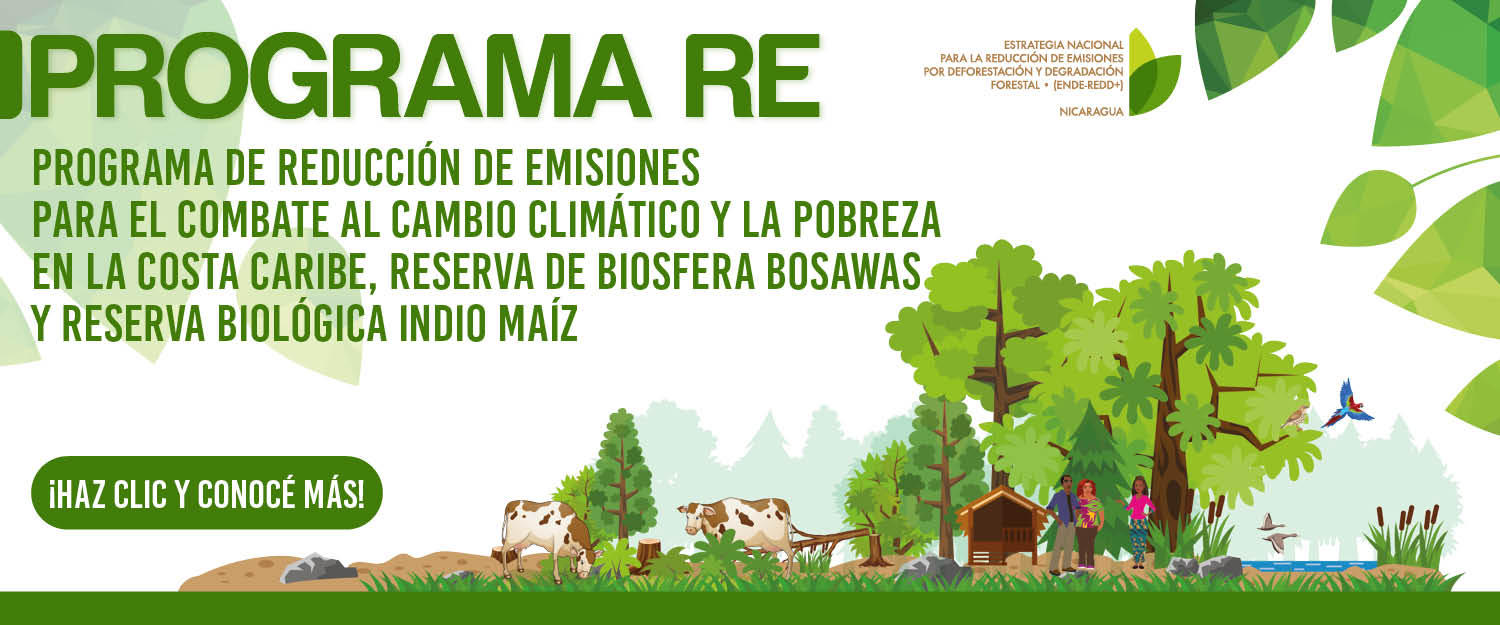 PROGRAMA RE
PROGRAMA DE REDUCCIÓN DE EMISIONES
PARA EL COMBATE AL CAMBIO CLIMÁTICO Y LA POBREZA
EN LA COSTA CARIBE, RESERVA DE BIOSFERA BOSAWAS
Y RESERVA BIOLÓGICA INDIO MAÍZ
ESTRATEGIA NACIONAL
PARA LA REDUCCIÓN DE EMISIONES
POR DEFORESTACIÓN Y DEGRADACIÓN
FORESTAL • (ENDE-REDD+)
NICARAGUA
¡HAZ CLIC Y CONOCÉ MÁS!